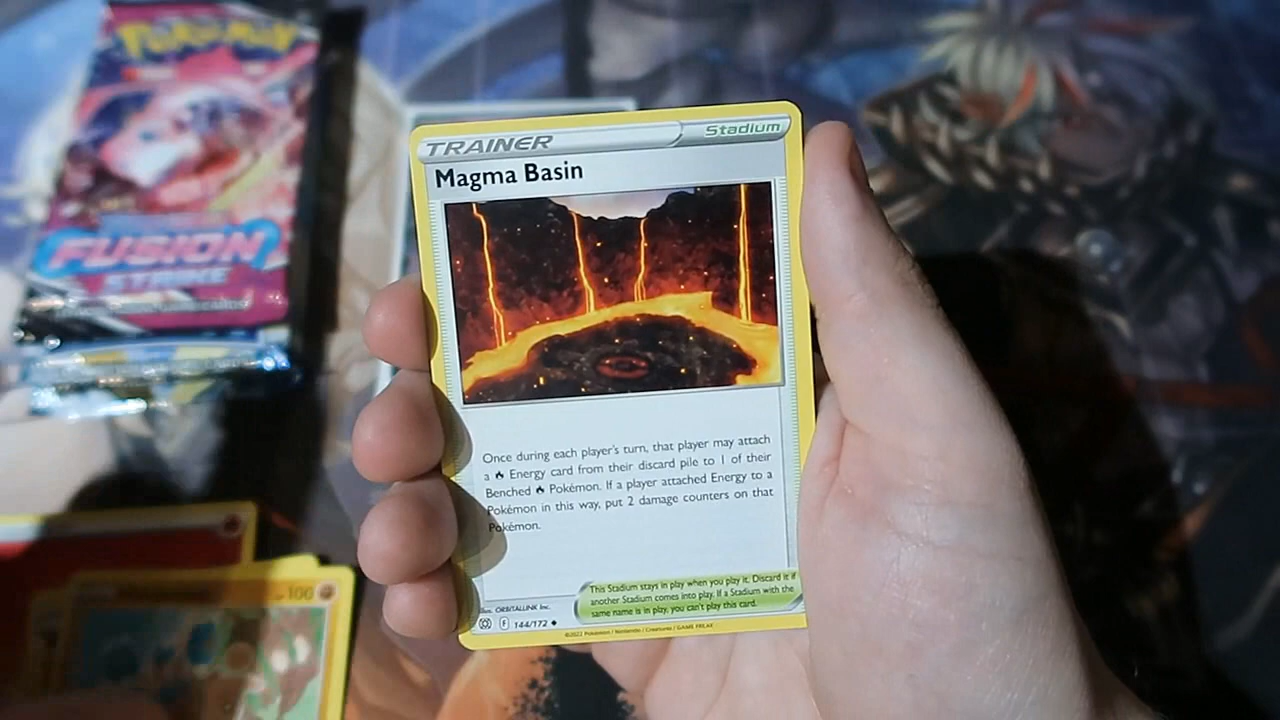 POKÉMON
FUSION
STRIKE
TRAINER
Stadium
Magma Basin
Once during each player's turn, that player may attach
a Energy card from their discard pile to 1 of their
Benched Pokémon. If a player attached Energy to a
Pokémon in this way, put 2 damage counters on that
Pokémon.
This Stadium stays in play when you play it. Discard it if
another Stadium comes into play. If a Stadium with the
same name is in play, you can't play this card.
Illus. ORBITALLINK Inc.
F 144/172
©2022 Pokémon / Nintendo / Creatures / GAME FREAK
100